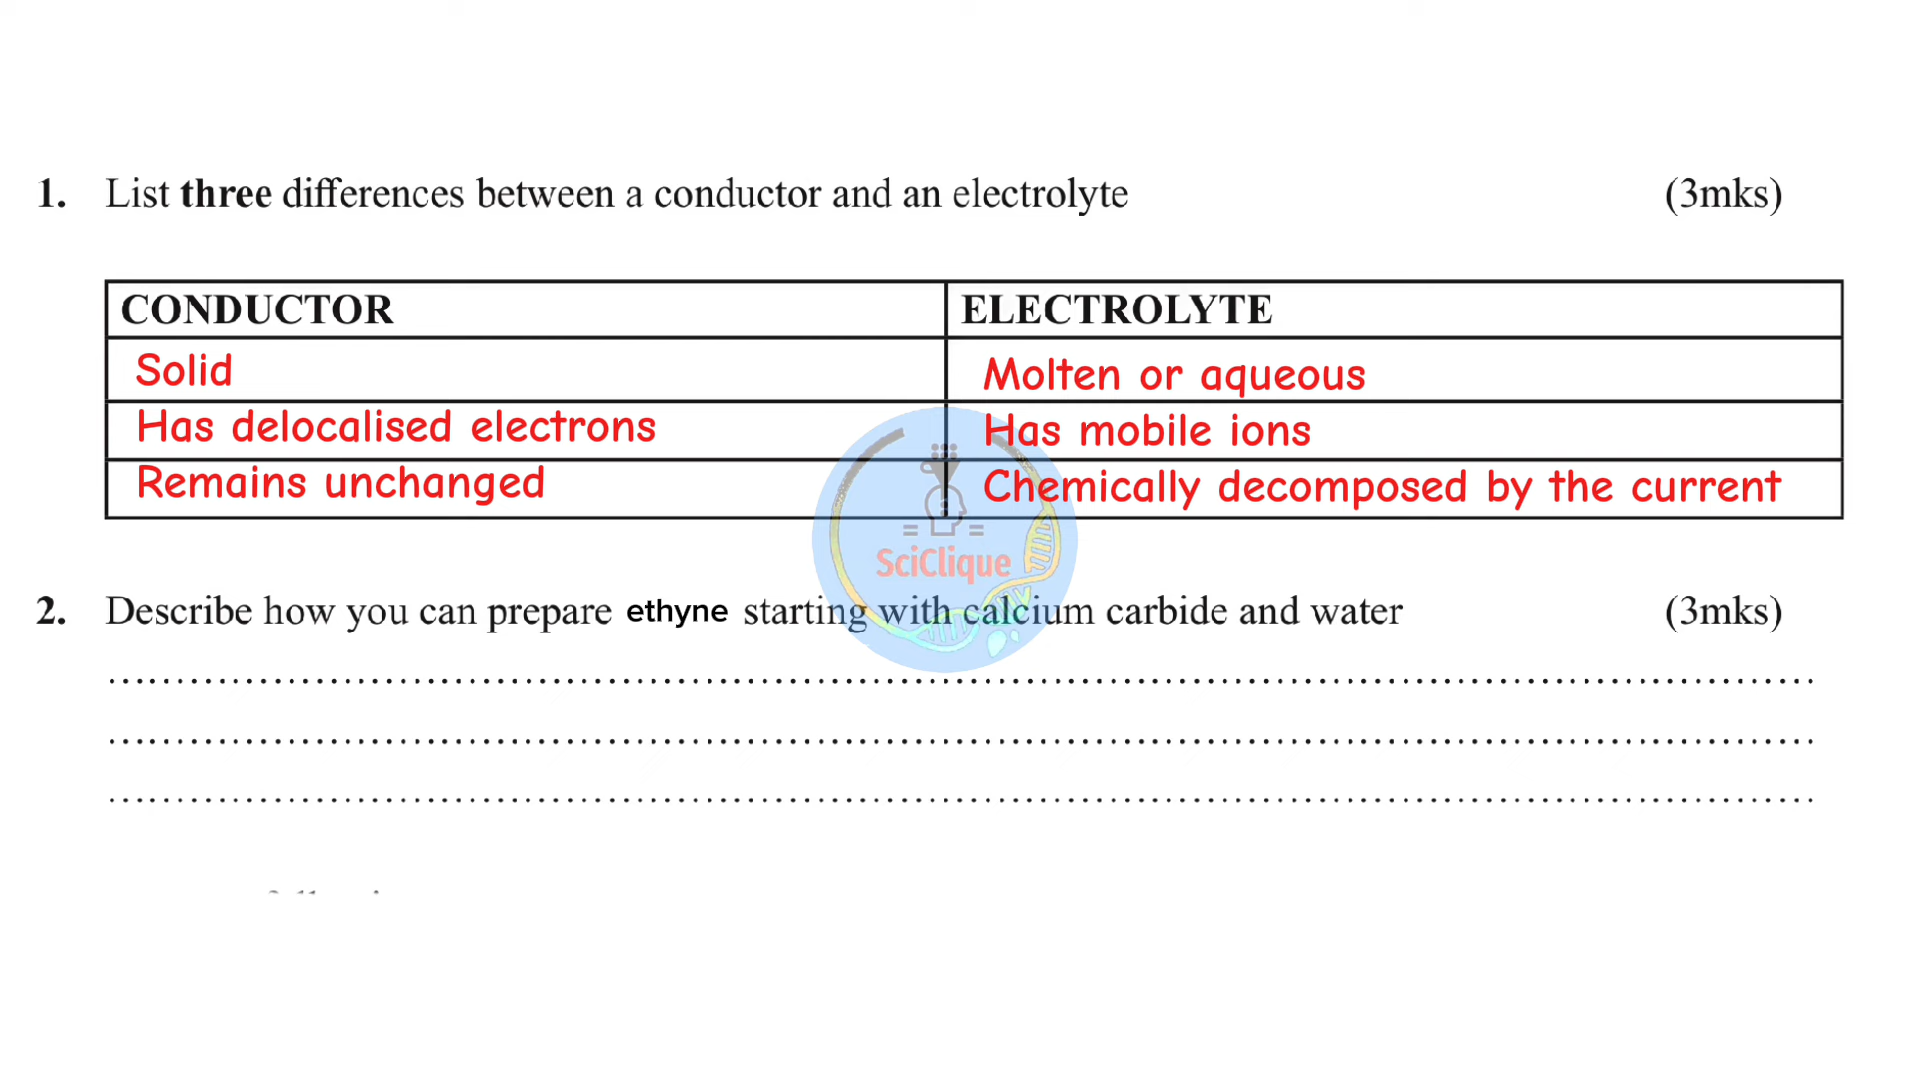 1. List three differences between a conductor and an electrolyte (3mks)
CONDUCTOR ELECTROLYTE
Solid Molten or aqueous
Has delocalised electrons Has mobile ions
Remains unchanged Chemically decomposed by the current
SciClique
2. Describe how you can prepare ethyne starting with calcium carbide and water (3mks)